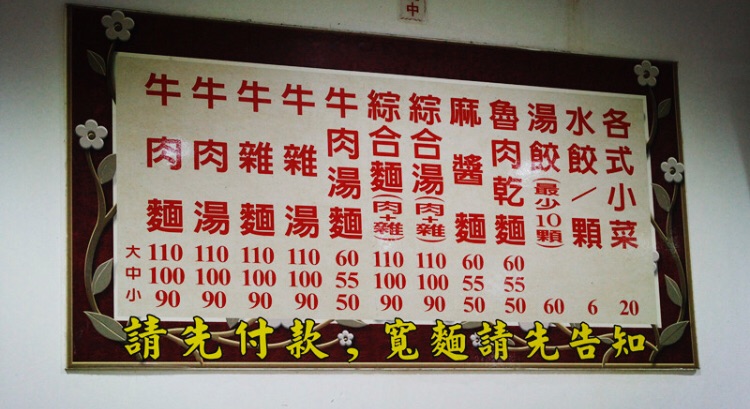 中
牛肉麵 110 100 90
牛肉湯 110 100 90
牛雜麵 110 100 90
牛雜湯 110 100 90
牛肉湯麵 60 55 50
綜合麵(肉+雜) 110 100 90
綜合湯(肉+雜) 110 100 90
麻醬麵 60 55 50
魯肉乾麵 60 55 50
湯餃(最少10顆) 60
水餃/顆 6
各式小菜 20
大
中
小
請先付款,寬麵請先告知